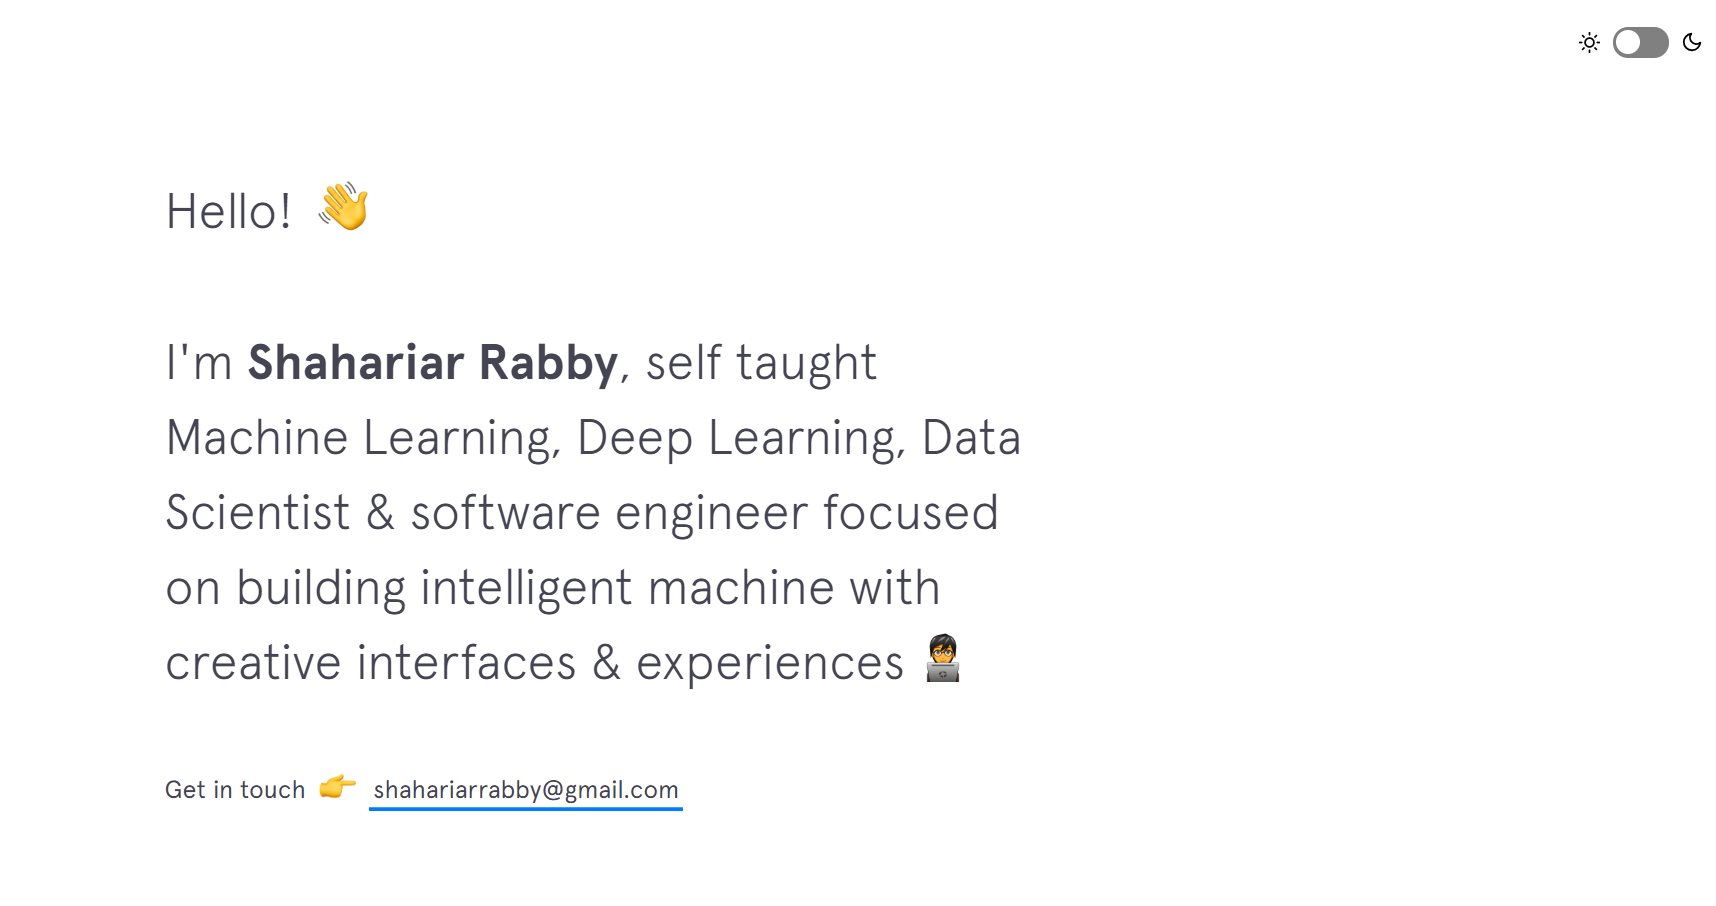 Hello! 👋
I'm Shahariar Rabby, self taught
Machine Learning, Deep Learning, Data
Scientist & software engineer focused
on building intelligent machine with
creative interfaces & experiences 👨‍💻
Get in touch 👉 shahariarrabby@gmail.com